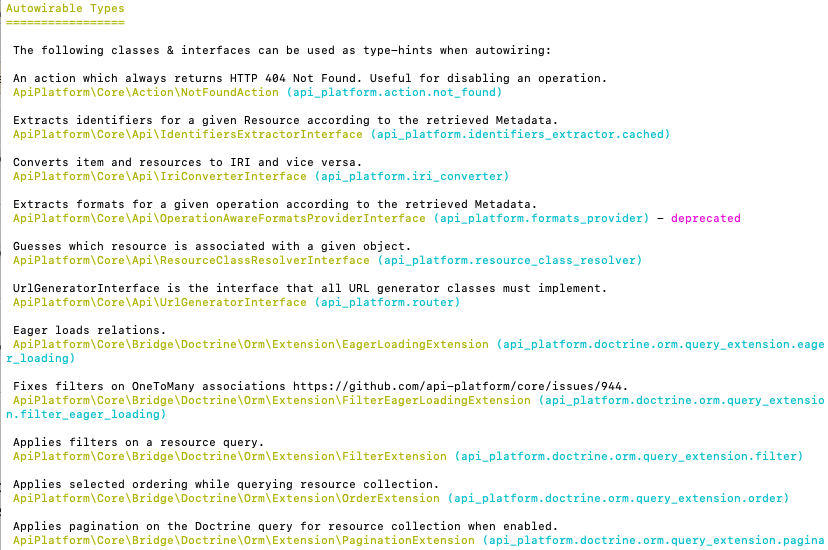 Autowirable Types
=================
The following classes & interfaces can be used as type-hints when autowiring:
An action which always returns HTTP 404 Not Found. Useful for disabling an operation.
ApiPlatform\Core\Action\NotFoundAction (api_platform.action.not_found)
Extracts identifiers for a given Resource according to the retrieved Metadata.
ApiPlatform\Core\Api\IdentifiersExtractorInterface (api_platform.identifiers_extractor.cached)
Converts item and resources to IRI and vice versa.
ApiPlatform\Core\Api\IriConverterInterface (api_platform.iri_converter)
Extracts formats for a given operation according to the retrieved Metadata.
ApiPlatform\Core\Api\OperationAwareFormatsProviderInterface (api_platform.formats_provider) - deprecated
Guesses which resource is associated with a given object.
ApiPlatform\Core\Api\ResourceClassResolverInterface (api_platform.resource_class_resolver)
UrlGeneratorInterface is the interface that all URL generator classes must implement.
ApiPlatform\Core\Api\UrlGeneratorInterface (api_platform.router)
Eager loads relations.
ApiPlatform\Core\Bridge\Doctrine\Orm\Extension\EagerLoadingExtension (api_platform.doctrine.orm.query_extension.eage
r_loading)
Fixes filters on OneToMany associations https://github.com/api-platform/core/issues/944.
ApiPlatform\Core\Bridge\Doctrine\Orm\Extension\FilterEagerLoadingExtension (api_platform.doctrine.orm.query_extensio
n.filter_eager_loading)
Applies filters on a resource query.
ApiPlatform\Core\Bridge\Doctrine\Orm\Extension\FilterExtension (api_platform.doctrine.orm.query_extension.filter)
Applies selected ordering while querying resource collection.
ApiPlatform\Core\Bridge\Doctrine\Orm\Extension\OrderExtension (api_platform.doctrine.orm.query_extension.order)
Applies pagination on the Doctrine query for resource collection when enabled.
ApiPlatform\Core\Bridge\Doctrine\Orm\Extension\PaginationExtension (api_platform.doctrine.orm.query_extension.pagina